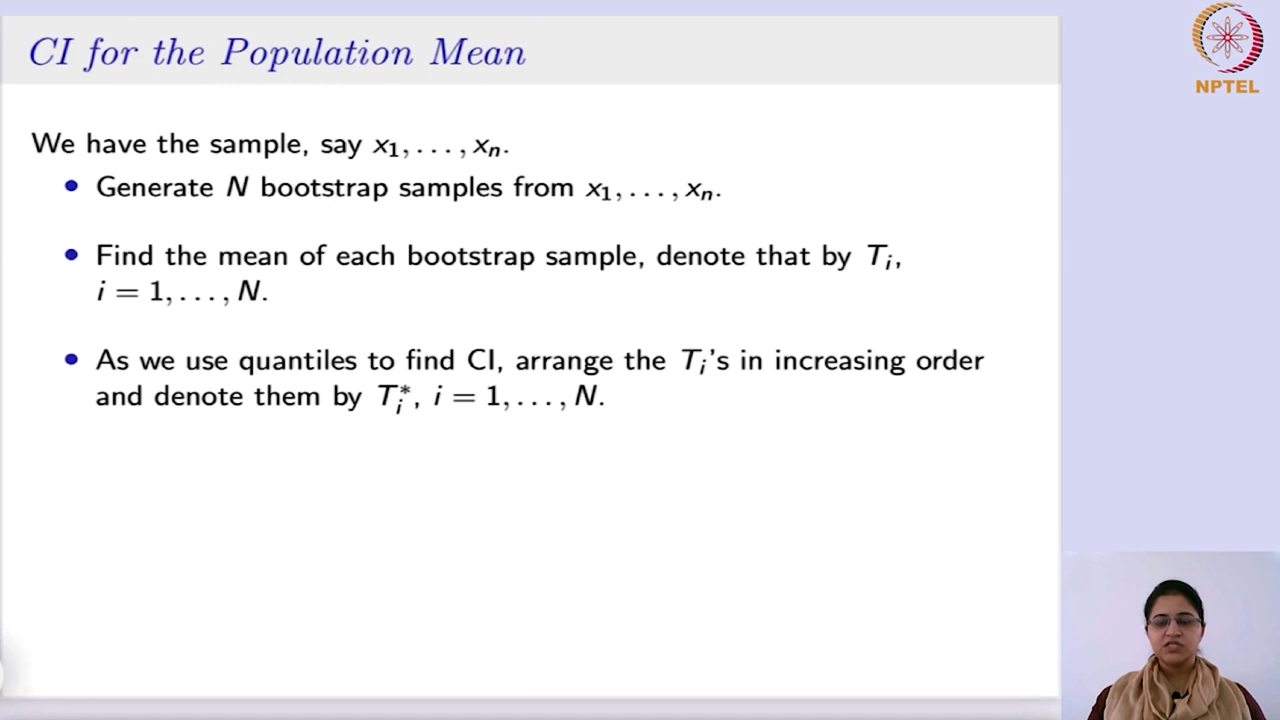 CI for the Population Mean
NPTEL
We have the sample, say x₁, . . . , xₙ.
• Generate N bootstrap samples from x₁, . . . , xₙ.
• Find the mean of each bootstrap sample, denote that by Tᵢ,
i = 1, . . . , N.
• As we use quantiles to find CI, arrange the Tᵢ's in increasing order
and denote them by Tᵢ*, i = 1, . . . , N.